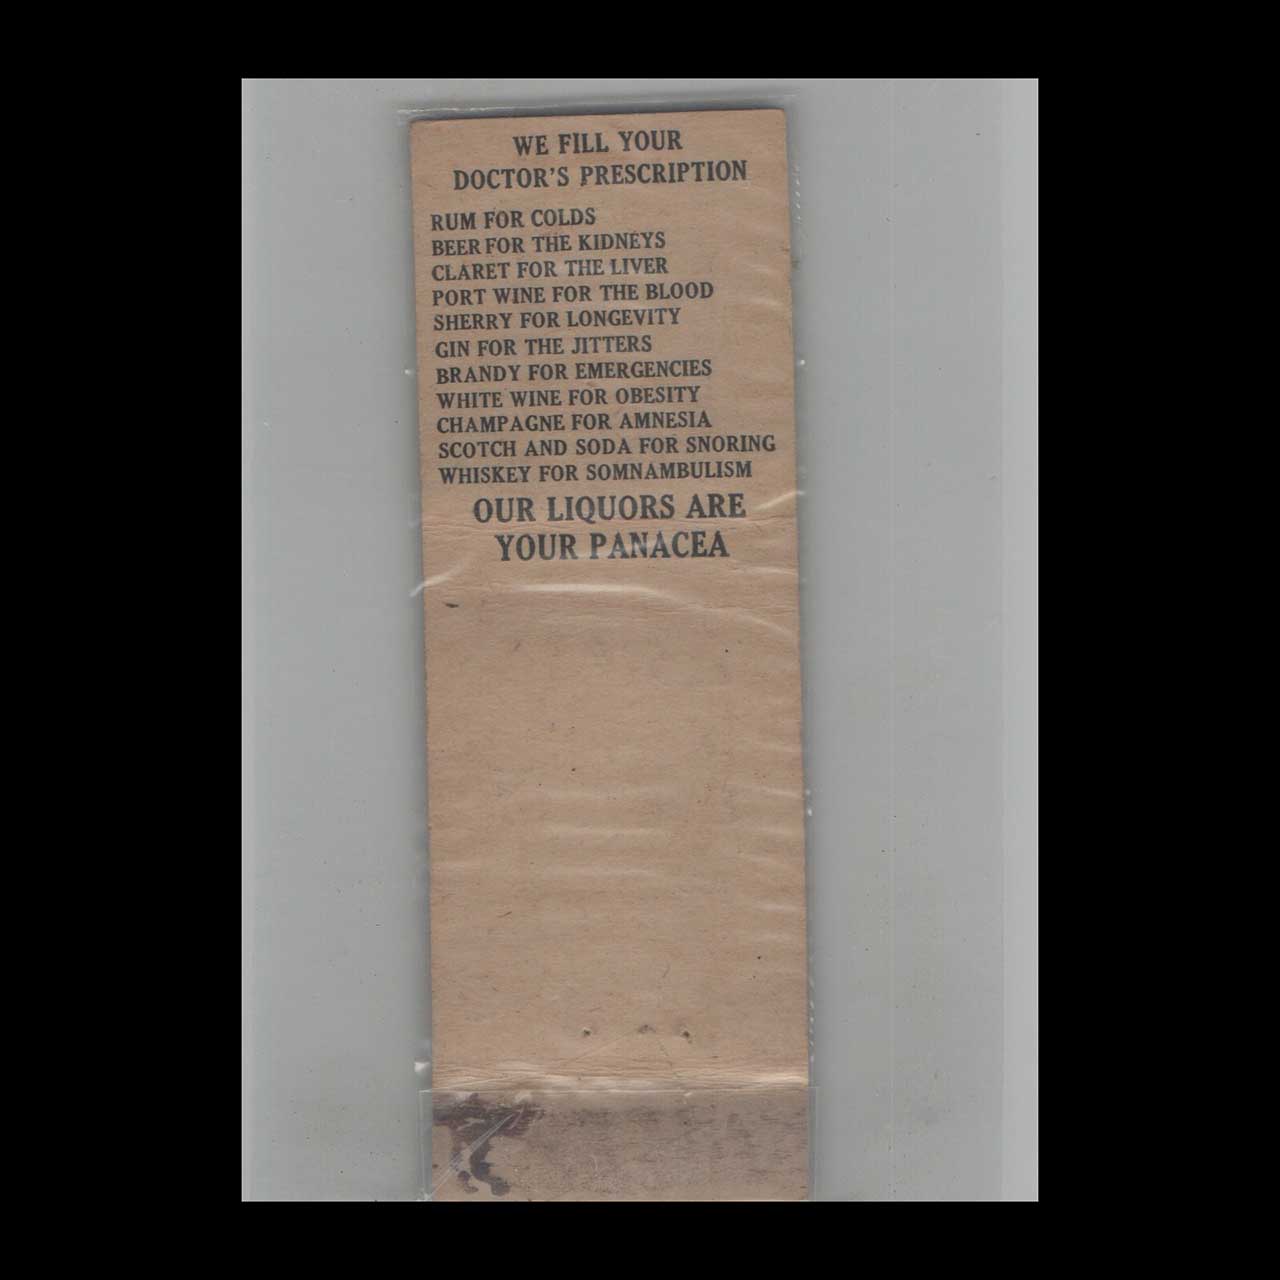 WE FILL YOUR
DOCTOR'S PRESCRIPTION
RUM FOR COLDS
BEER FOR THE KIDNEYS
CLARET FOR THE LIVER
PORT WINE FOR THE BLOOD
SHERRY FOR LONGEVITY
GIN FOR THE JITTERS
BRANDY FOR EMERGENCIES
WHITE WINE FOR OBESITY
CHAMPAGNE FOR AMNESIA
SCOTCH AND SODA FOR SNORING
WHISKEY FOR SOMNAMBULISM
OUR LIQUORS ARE
YOUR PANACEA